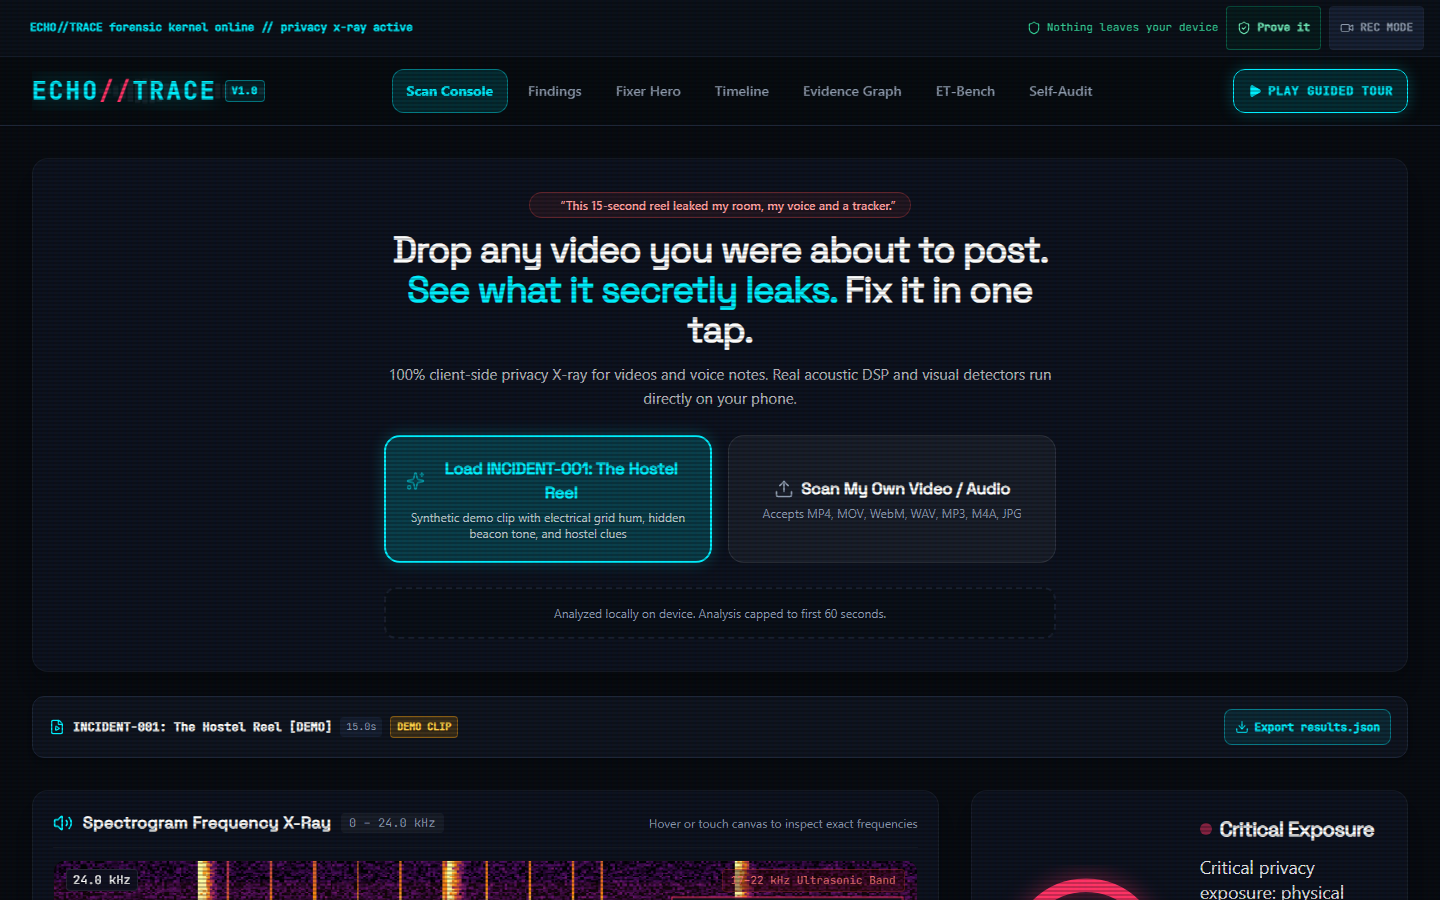 ECHO//TRACE forensic kernel online // privacy x-ray active
Nothing leaves your device
Prove it
REC MODE
ECHO//TRACE V1.0
Scan Console
Findings
Fixer Hero
Timeline
Evidence Graph
ET-Bench
Self-Audit
PLAY GUIDED TOUR
"This 15-second reel leaked my room, my voice and a tracker."
Drop any video you were about to post.
See what it secretly leaks. Fix it in one
tap.
100% client-side privacy X-ray for videos and voice notes. Real acoustic DSP and visual detectors run
directly on your phone.
Load INCIDENT-001: The Hostel
Reel
Synthetic demo clip with electrical grid hum, hidden
beacon tone, and hostel clues
Scan My Own Video / Audio
Accepts MP4, MOV, WebM, WAV, MP3, M4A, JPG
Analyzed locally on device. Analysis capped to first 60 seconds.
INCIDENT-001: The Hostel Reel [DEMO] 15.0s DEMO CLIP
Export results.json
Spectrogram Frequency X-Ray 0 – 24.0 kHz
Hover or touch canvas to inspect exact frequencies
24.0 kHz
-22 kHz Ultrasonic Band
Critical Exposure
Critical privacy
exposure: physical